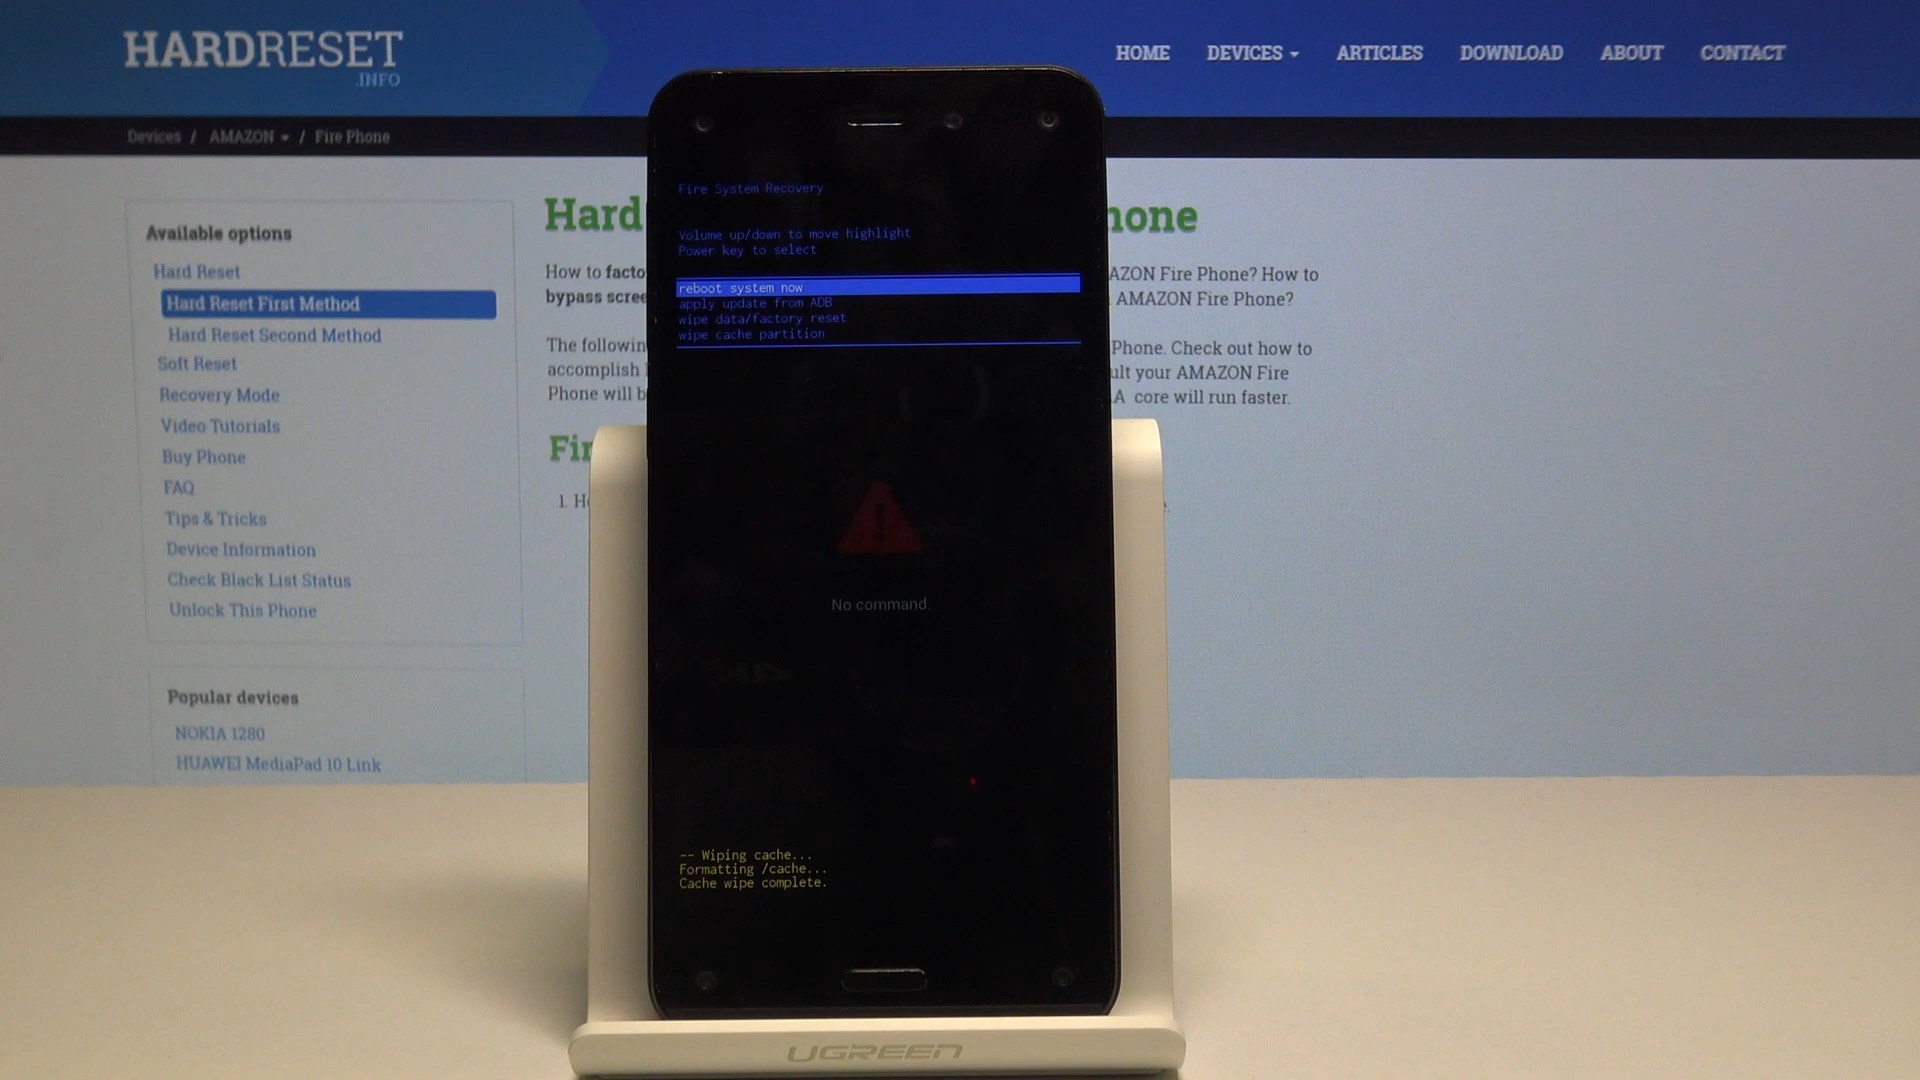 HARDRESET
.INFO
HOME DEVICES ARTICLES DOWNLOAD ABOUT CONTACT
Devices / AMAZON / Fire Phone
Available options
Hard Reset
Hard Reset First Method
Hard Reset Second Method
Soft Reset
Recovery Mode
Video Tutorials
Buy Phone
FAQ
Tips & Tricks
Device Information
Check Black List Status
Unlock This Phone
Popular devices
NOKIA 1280
HUAWEI MediaPad 10 Link
Hard
How to facto
bypass scree
The followin
accomplish
Phone will b
Fir
1. H
Fire System Recovery
Volume up/down to move highlight
Power key to select
reboot system now
apply update from ADB
wipe data/factory reset
wipe cache partition
No command.
-- Wiping cache...
Formatting /cache...
Cache wipe complete.
hone
AZON Fire Phone? How to
AMAZON Fire Phone?
Phone. Check out how to
ult your AMAZON Fire
A core will run faster.
UGREEN